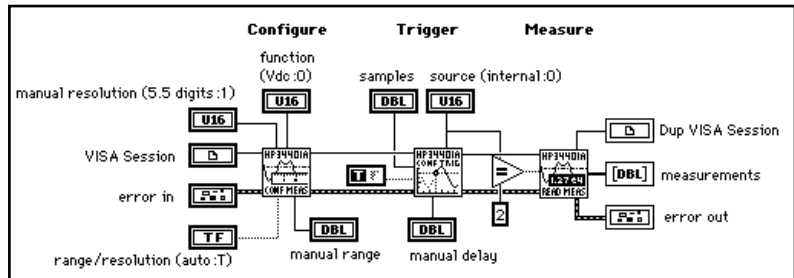 Configure Trigger Measure
function
(Vdc:0) samples source (internal:0)
manual resolution (5.5 digits:1)
U16 DBL U16
U16
Dup VISA Session
VISA Session HP34401A HP34401A HP34401A
CONF TRIG
T = [DBL] measurements
error in CONF MEAS READ MEAS
2
error out
TF DBL DBL
manual range manual delay
range/resolution (auto:T)